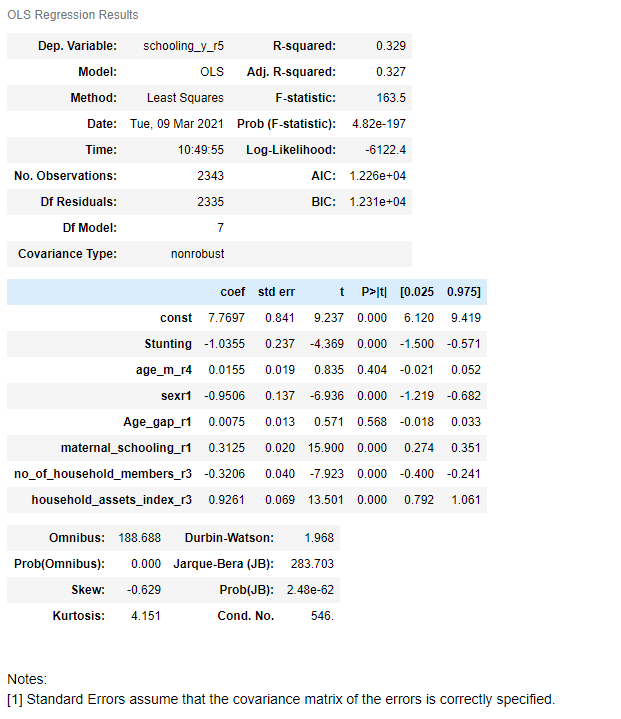 OLS Regression Results
Dep. Variable: schooling_y_r5 R-squared: 0.329
Model: OLS Adj. R-squared: 0.327
Method: Least Squares F-statistic: 163.5
Date: Tue, 09 Mar 2021 Prob (F-statistic): 4.82e-197
Time: 10:49:55 Log-Likelihood: -6122.4
No. Observations: 2343 AIC: 1.226e+04
Df Residuals: 2335 BIC: 1.231e+04
Df Model: 7
Covariance Type: nonrobust
coef std err t P>|t| [0.025 0.975]
const 7.7697 0.841 9.237 0.000 6.120 9.419
Stunting -1.0355 0.237 -4.369 0.000 -1.500 -0.571
age_m_r4 0.0155 0.019 0.835 0.404 -0.021 0.052
sexr1 -0.9506 0.137 -6.936 0.000 -1.219 -0.682
Age_gap_r1 0.0075 0.013 0.571 0.568 -0.018 0.033
maternal_schooling_r1 0.3125 0.020 15.900 0.000 0.274 0.351
no_of_household_members_r3 -0.3206 0.040 -7.923 0.000 -0.400 -0.241
household_assets_index_r3 0.9261 0.069 13.501 0.000 0.792 1.061
Omnibus: 188.688 Durbin-Watson: 1.968
Prob(Omnibus): 0.000 Jarque-Bera (JB): 283.703
Skew: -0.629 Prob(JB): 2.48e-62
Kurtosis: 4.151 Cond. No. 546.
Notes:
[1] Standard Errors assume that the covariance matrix of the errors is correctly specified.